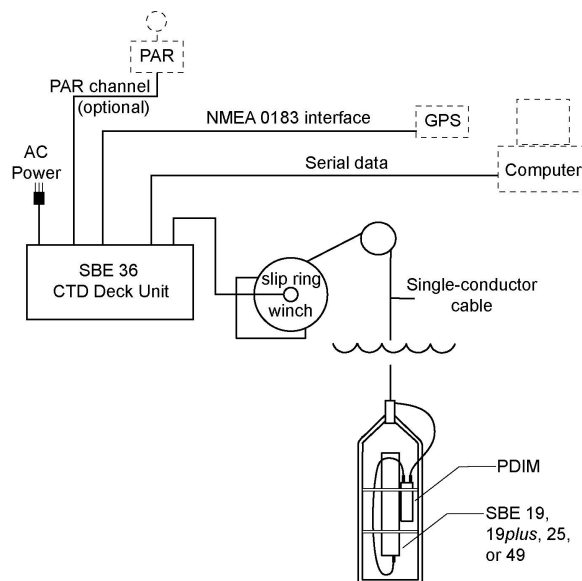 PAR
PAR channel
(optional)
NMEA 0183 interface
GPS
AC
Power
Serial data
Computer
SBE 36
CTD Deck Unit
slip ring
winch
Single-conductor
cable
PDIM
SBE 19,
19plus, 25,
or 49